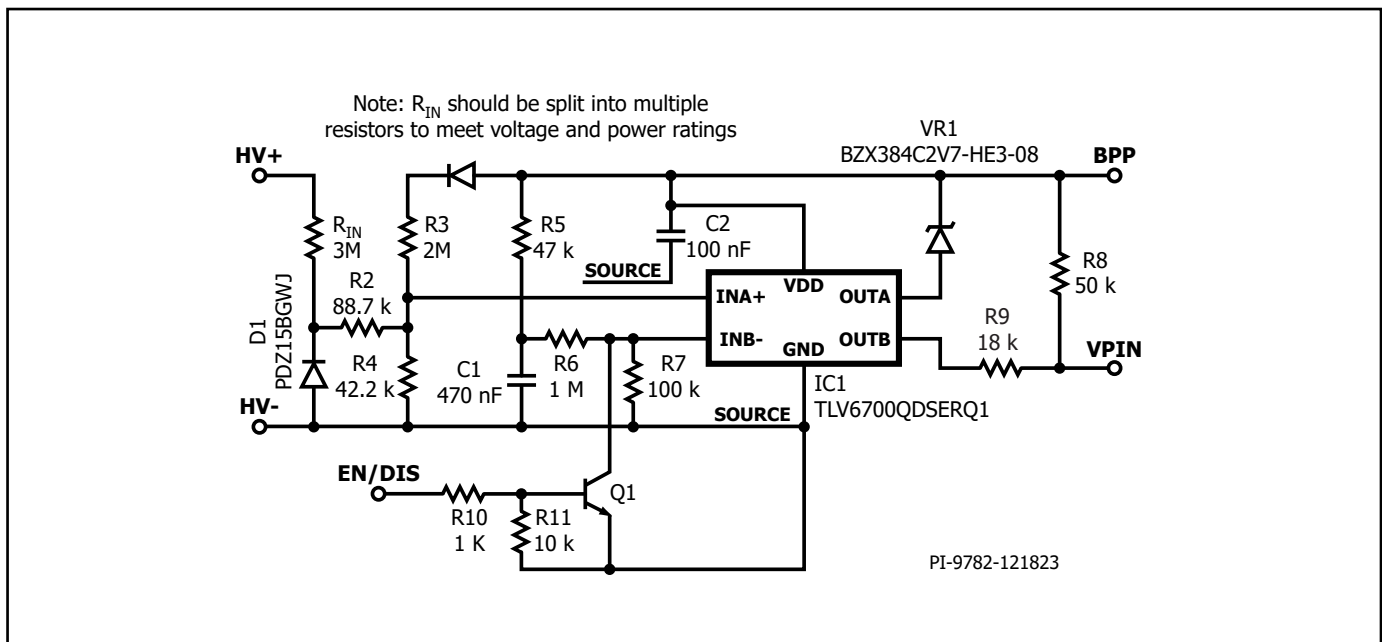 Note: RIN should be split into multiple
resistors to meet voltage and power ratings
VR1
BZX384C2V7-HE3-08
HV+
BPP
RIN
3M
R3
2M
R5
47 k
C2
100 nF
SOURCE
R8
50 k
R2
88.7 k
INA+
VDD
OUTA
D1
PDZ15BGWJ
R9
18 k
INB-
GND
OUTB
VPIN
R4
42.2 k
C1
470 nF
R6
1 M
R7
100 k
IC1
TLV6700QDSERQ1
HV-
SOURCE
EN/DIS
Q1
R10
1 K
R11
10 k
PI-9782-121823